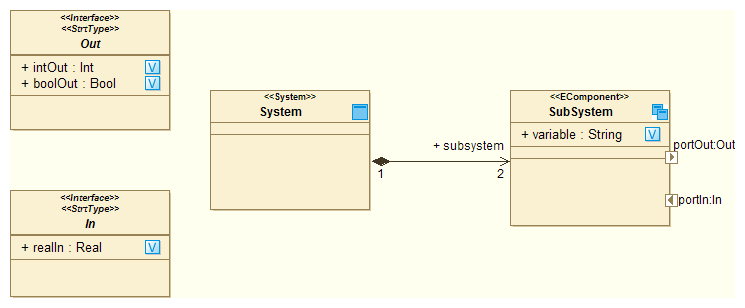 <<Interface>>
<<StrtType>>
Out
+ intOut : Int V
+ boolOut : Bool V
<<System>>
System
<<EComponent>>
SubSystem
+ variable : String V
+ subsystem
1
2
portOut:Out
portIn:In
<<Interface>>
<<StrtType>>
In
+ realIn : Real V